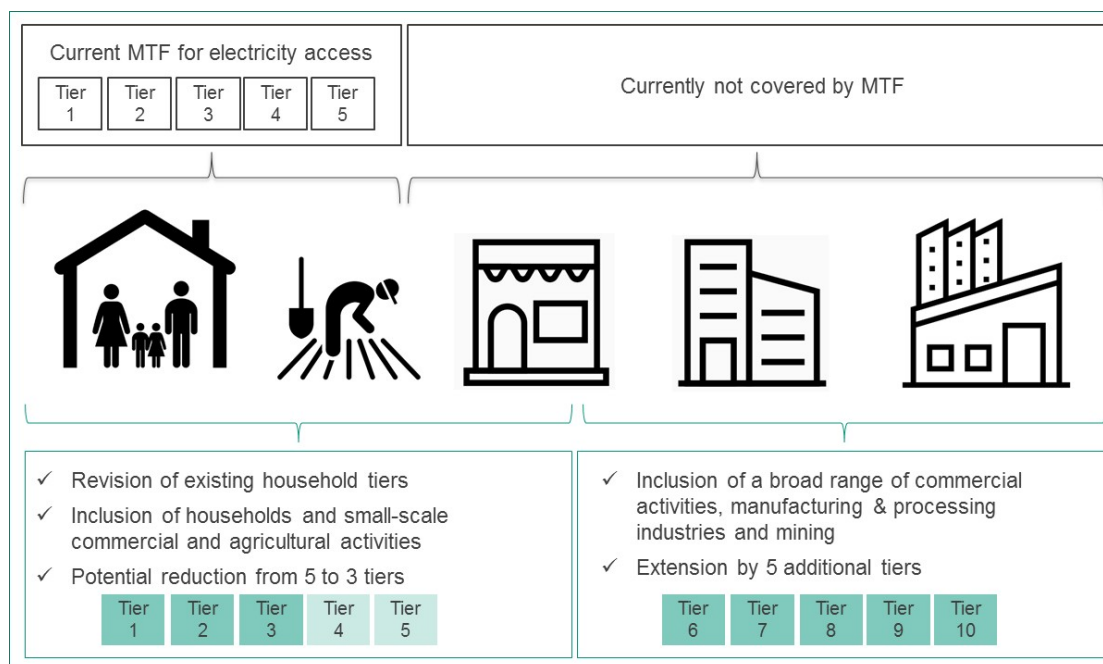 Current MTF for electricity access
Tier 1
Tier 2
Tier 3
Tier 4
Tier 5
Currently not covered by MTF
✓ Revision of existing household tiers
✓ Inclusion of households and small-scale
commercial and agricultural activities
✓ Potential reduction from 5 to 3 tiers
Tier 1
Tier 2
Tier 3
Tier 4
Tier 5
✓ Inclusion of a broad range of commercial
activities, manufacturing & processing
industries and mining
✓ Extension by 5 additional tiers
Tier 6
Tier 7
Tier 8
Tier 9
Tier 10